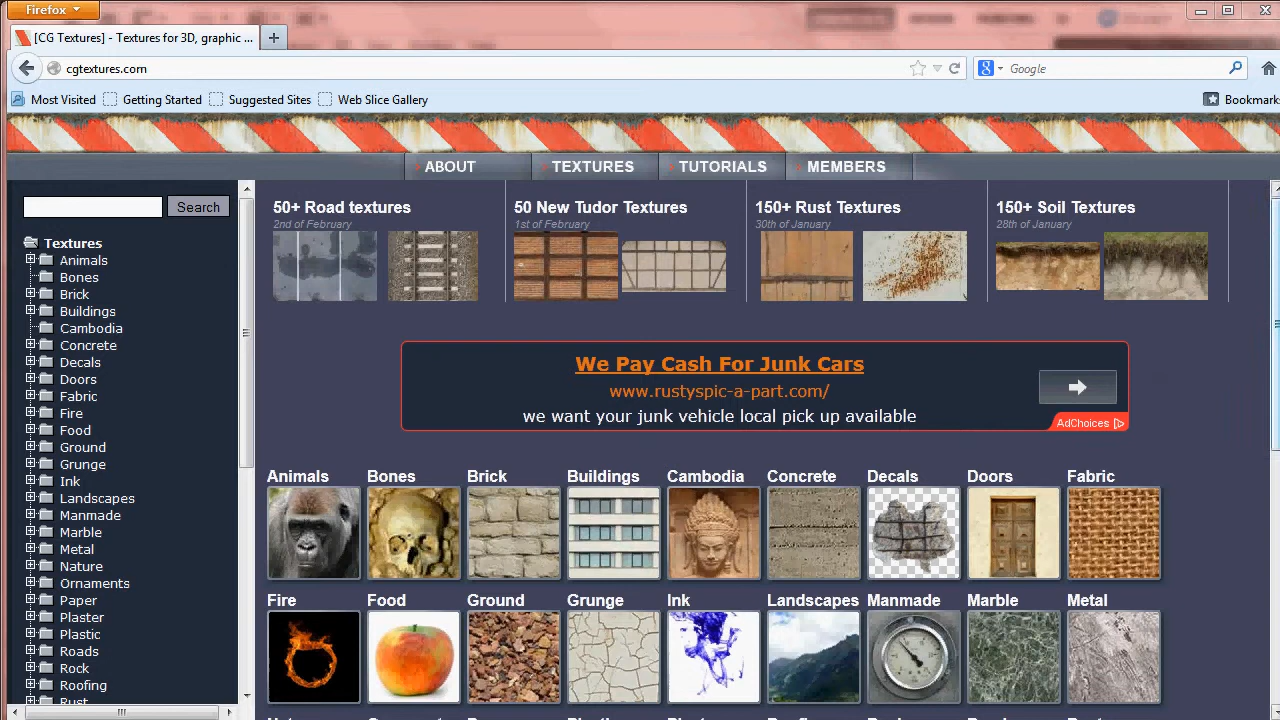 Firefox
[CG Textures] - Textures for 3D, graphic ...
cgtextures.com
Google
Most Visited
Getting Started
Suggested Sites
Web Slice Gallery
Bookmark
ABOUT
TEXTURES
TUTORIALS
MEMBERS
Search
Textures
Animals
Bones
Brick
Buildings
Cambodia
Concrete
Decals
Doors
Fabric
Fire
Food
Ground
Grunge
Ink
Landscapes
Manmade
Marble
Metal
Nature
Ornaments
Paper
Plaster
Plastic
Roads
Rock
Roofing
Rust
50+ Road textures
2nd of February
50 New Tudor Textures
1st of February
150+ Rust Textures
30th of January
150+ Soil Textures
28th of January
We Pay Cash For Junk Cars
www.rustyspic-a-part.com/
we want your junk vehicle local pick up available
AdChoices
Animals
Bones
Brick
Buildings
Cambodia
Concrete
Decals
Doors
Fabric
Fire
Food
Ground
Grunge
Ink
Landscapes
Manmade
Marble
Metal